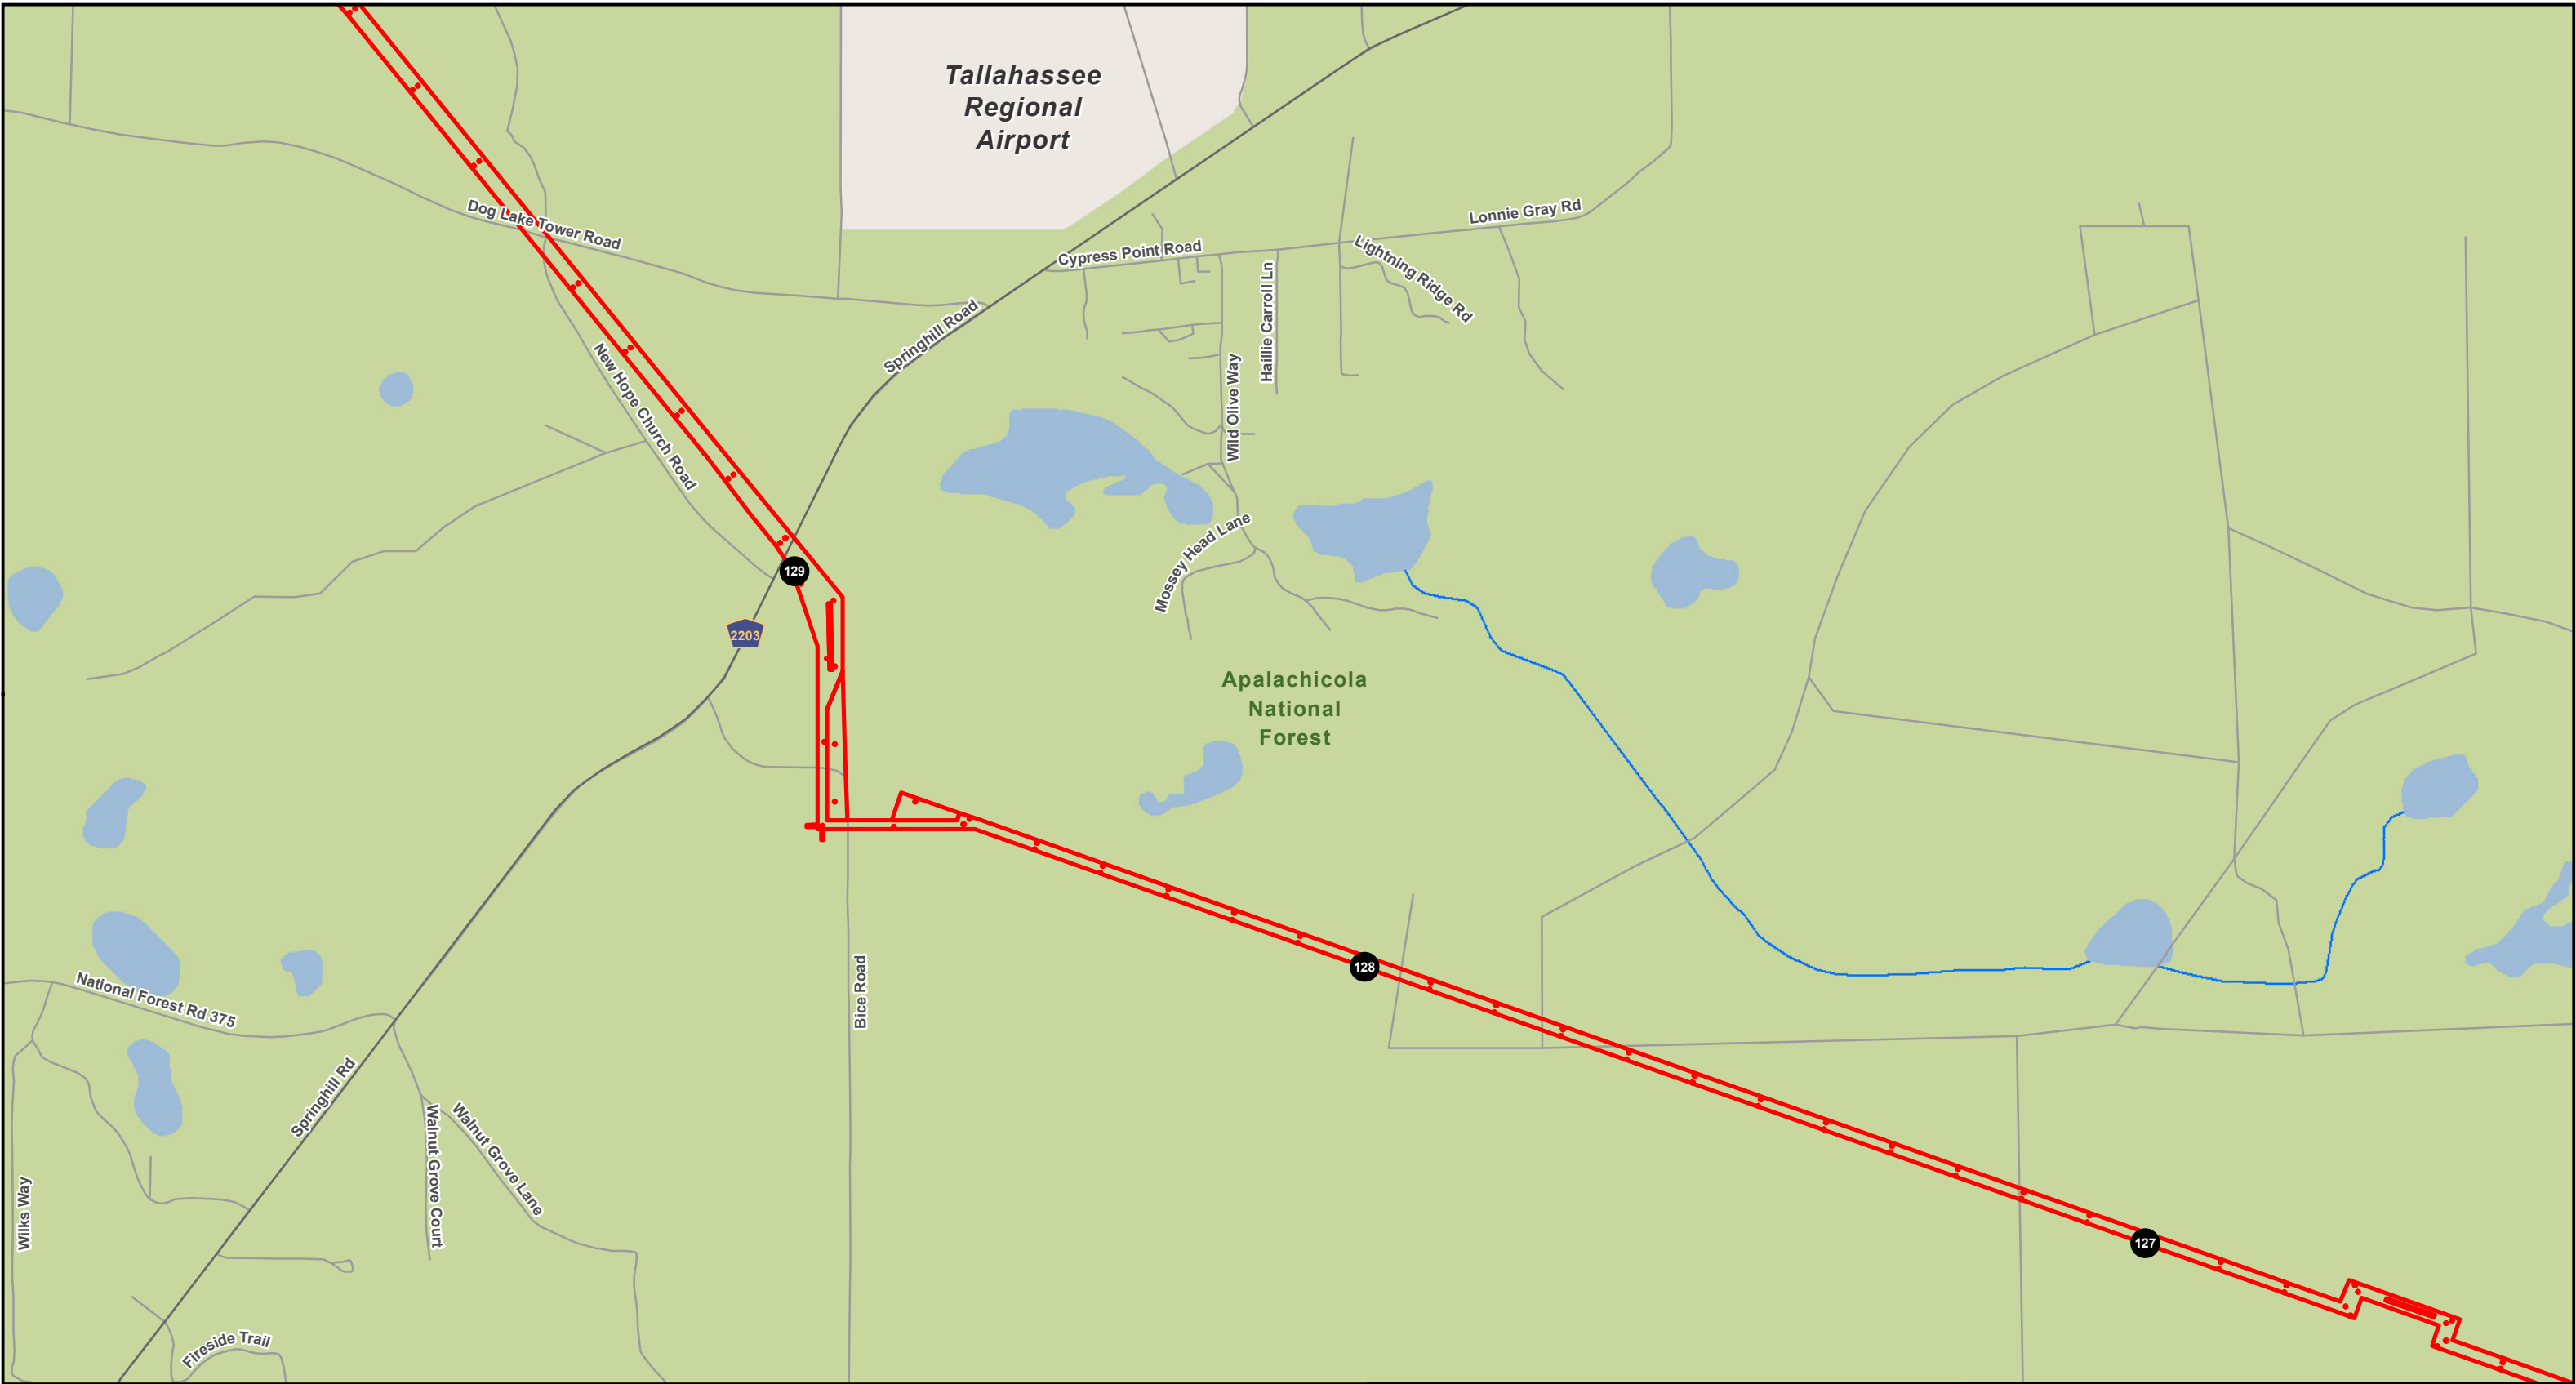 Tallahassee
Regional
Airport
Dog Lake Tower Road
Cypress Point Road
Lonnie Gray Rd
Lightning Ridge Rd
Haillie Carroll Ln
Springhill Road
New Hope Church Road
Wild Olive Way
Mossey Head Lane
129
2203
Apalachicola
National
Forest
128
Bice Road
National Forest Rd 375
Springhill Rd
Walnut Grove Court
Walnut Grove Lane
Wilks Way
127
Fireside Trail